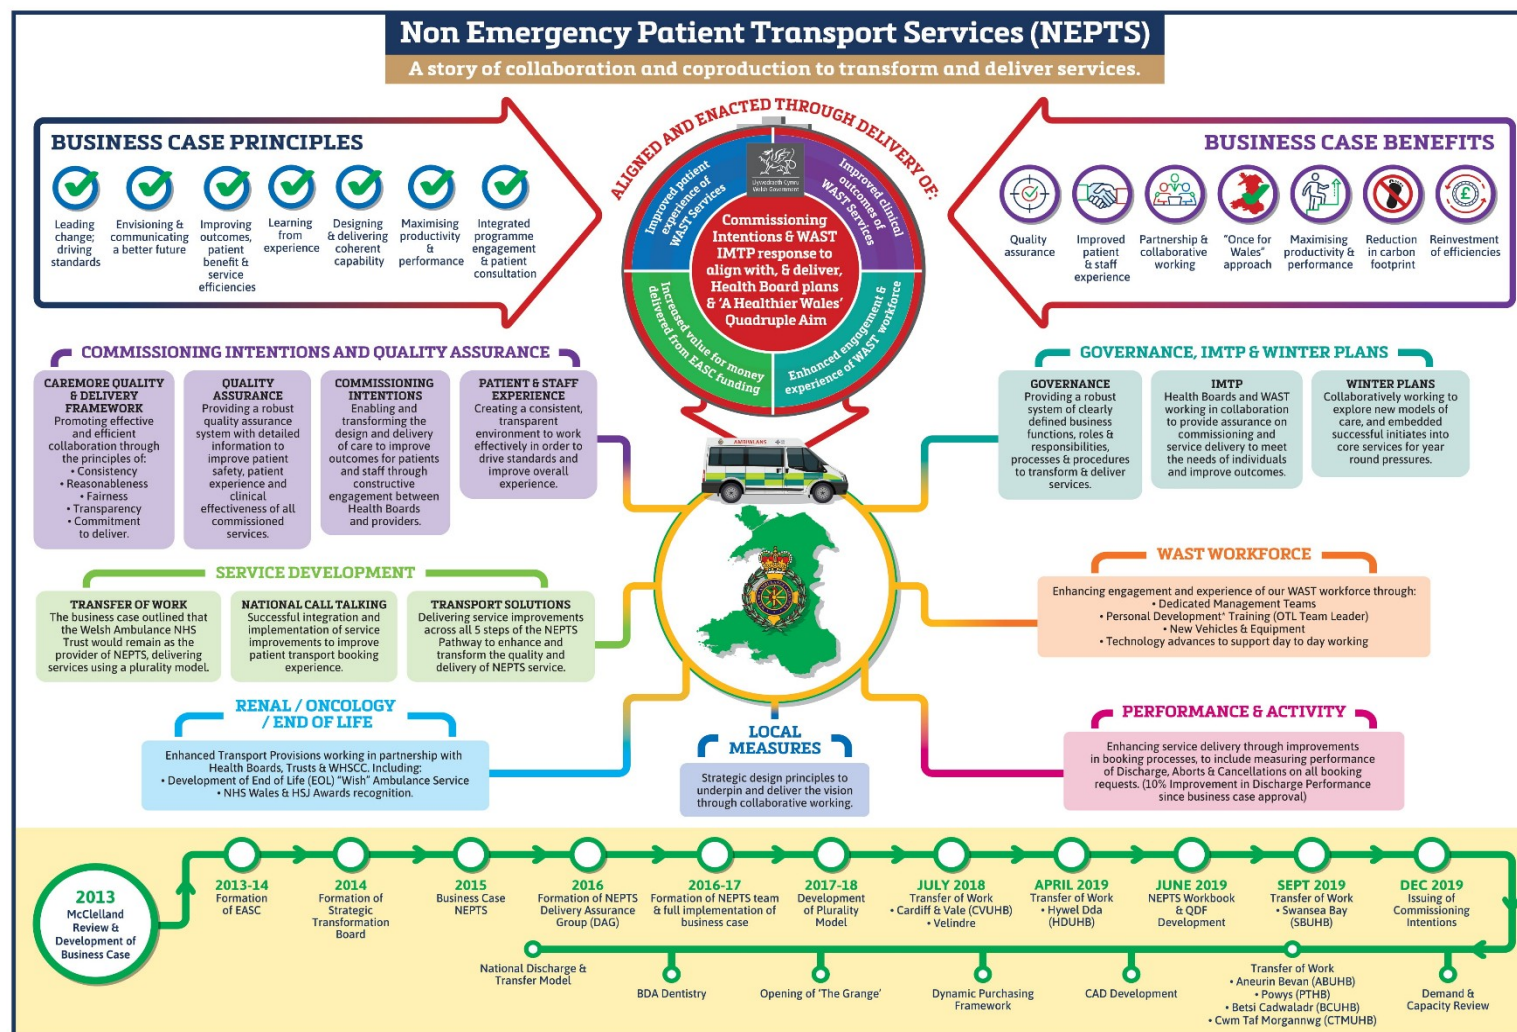 Non Emergency Patient Transport Services (NEPTS)
A story of collaboration and coproduction to transform and deliver services.
BUSINESS CASE PRINCIPLES
Leading
change;
driving
standards
Envisioning &
communicating
a better future
Improving
outcomes,
patient
benefit &
service
efficiencies
Learning
from
experience
Designing
& delivering
coherent
capability
Maximising
productivity
&
performance
Integrated
programme
engagement
& patient
consultation
ALIGNED AND ENACTED THROUGH DELIVERY OF:
Llywodraeth Cymru
Welsh Government
Improved patient
experience of
WAST Services
Improved clinical
outcomes of
WAST Services
Commissioning
Intentions & WAST
IMTP response to
align with, & deliver,
Health Board plans
& 'A Healthier Wales'
Quadruple Aim
Increased value for money
delivered from EASC funding
Enhanced engagement &
experience of WAST workforce
BUSINESS CASE BENEFITS
Quality
assurance
Improved
patient
& staff
experience
Partnership &
collaborative
working
"Once for
Wales"
approach
Maximising
productivity &
performance
Reduction
in carbon
footprint
Reinvestment
of efficiencies
COMMISSIONING INTENTIONS AND QUALITY ASSURANCE
CAREMORE QUALITY
& DELIVERY
FRAMEWORK
Promoting effective
and efficient
collaboration through
the principles of:
• Consistency
• Reasonableness
• Fairness
• Transparency
• Commitment
to deliver.
QUALITY
ASSURANCE
Providing a robust
quality assurance
system with detailed
information to
improve patient
safety, patient
experience and
clinical
effectiveness of all
commissioned
services.
COMMISSIONING
INTENTIONS
Enabling and
transforming the
design and delivery
of care to improve
outcomes for patients
and staff through
constructive
engagement between
Health Boards
and providers.
PATIENT & STAFF
EXPERIENCE
Creating a consistent,
transparent
environment to work
effectively in order to
drive standards and
improve overall
experience.
AMBIWLANS
GOVERNANCE, IMTP & WINTER PLANS
GOVERNANCE
Providing a robust
system of clearly
defined business
functions, roles &
responsibilities,
processes & procedures
to transform & deliver
services.
IMTP
Health Boards and WAST
working in collaboration
to provide assurance on
commissioning and
service delivery to meet
the needs of individuals
and improve outcomes.
WINTER PLANS
Collaboratively working to
explore new models of
care, and embedded
successful initiates into
core services for year
round pressures.
SERVICE DEVELOPMENT
TRANSFER OF WORK
The business case outlined that
the Welsh Ambulance NHS
Trust would remain as the
provider of NEPTS, delivering
services using a plurality model.
NATIONAL CALL TALKING
Successful integration and
implementation of service
improvements to improve
patient transport booking
experience.
TRANSPORT SOLUTIONS
Delivering service improvements
across all 5 steps of the NEPTS
Pathway to enhance and
transform the quality and
delivery of NEPTS service.
WAST WORKFORCE
Enhancing engagement and experience of our WAST workforce through:
• Dedicated Management Teams
• Personal Development* Training (OTL Team Leader)
• New Vehicles & Equipment
• Technology advances to support day to day working
RENAL / ONCOLOGY
/ END OF LIFE
Enhanced Transport Provisions working in partnership with
Health Boards, Trusts & WHSCC. Including:
• Development of End of Life (EOL) "Wish" Ambulance Service
• NHS Wales & HSJ Awards recognition.
LOCAL
MEASURES
Strategic design principles to
underpin and deliver the vision
through collaborative working.
PERFORMANCE & ACTIVITY
Enhancing service delivery through improvements
in booking processes, to include measuring performance
of Discharge, Aborts & Cancellations on all booking
requests. (10% Improvement in Discharge Performance
since business case approval)
2013
McClelland
Review &
Development of
Business Case
2013-14
Formation
of EASC
2014
Formation of
Strategic
Transformation
Board
2015
Business Case
NEPTS
2016
Formation of NEPTS
Delivery Assurance
Group (DAG)
2016-17
Formation of NEPTS team
& full implementation of
business case
2017-18
Development
of Plurality
Model
JULY 2018
Transfer of Work
• Cardiff & Vale (CVUHB)
• Velindre
APRIL 2019
Transfer of Work
• Hywel Dda
(HDUHB)
JUNE 2019
NEPTS Workbook
& QDF
Development
SEPT 2019
Transfer of Work
• Swansea Bay
(SBUHB)
DEC 2019
Issuing of
Commissioning
Intentions
National Discharge &
Transfer Model
BDA Dentistry
Opening of 'The Grange'
Dynamic Purchasing
Framework
CAD Development
Transfer of Work
• Aneurin Bevan (ABUHB)
• Powys (PTHB)
• Betsi Cadwaladr (BCUHB)
• Cwm Taf Morgannwg (CTMUHB)
Demand &
Capacity Review